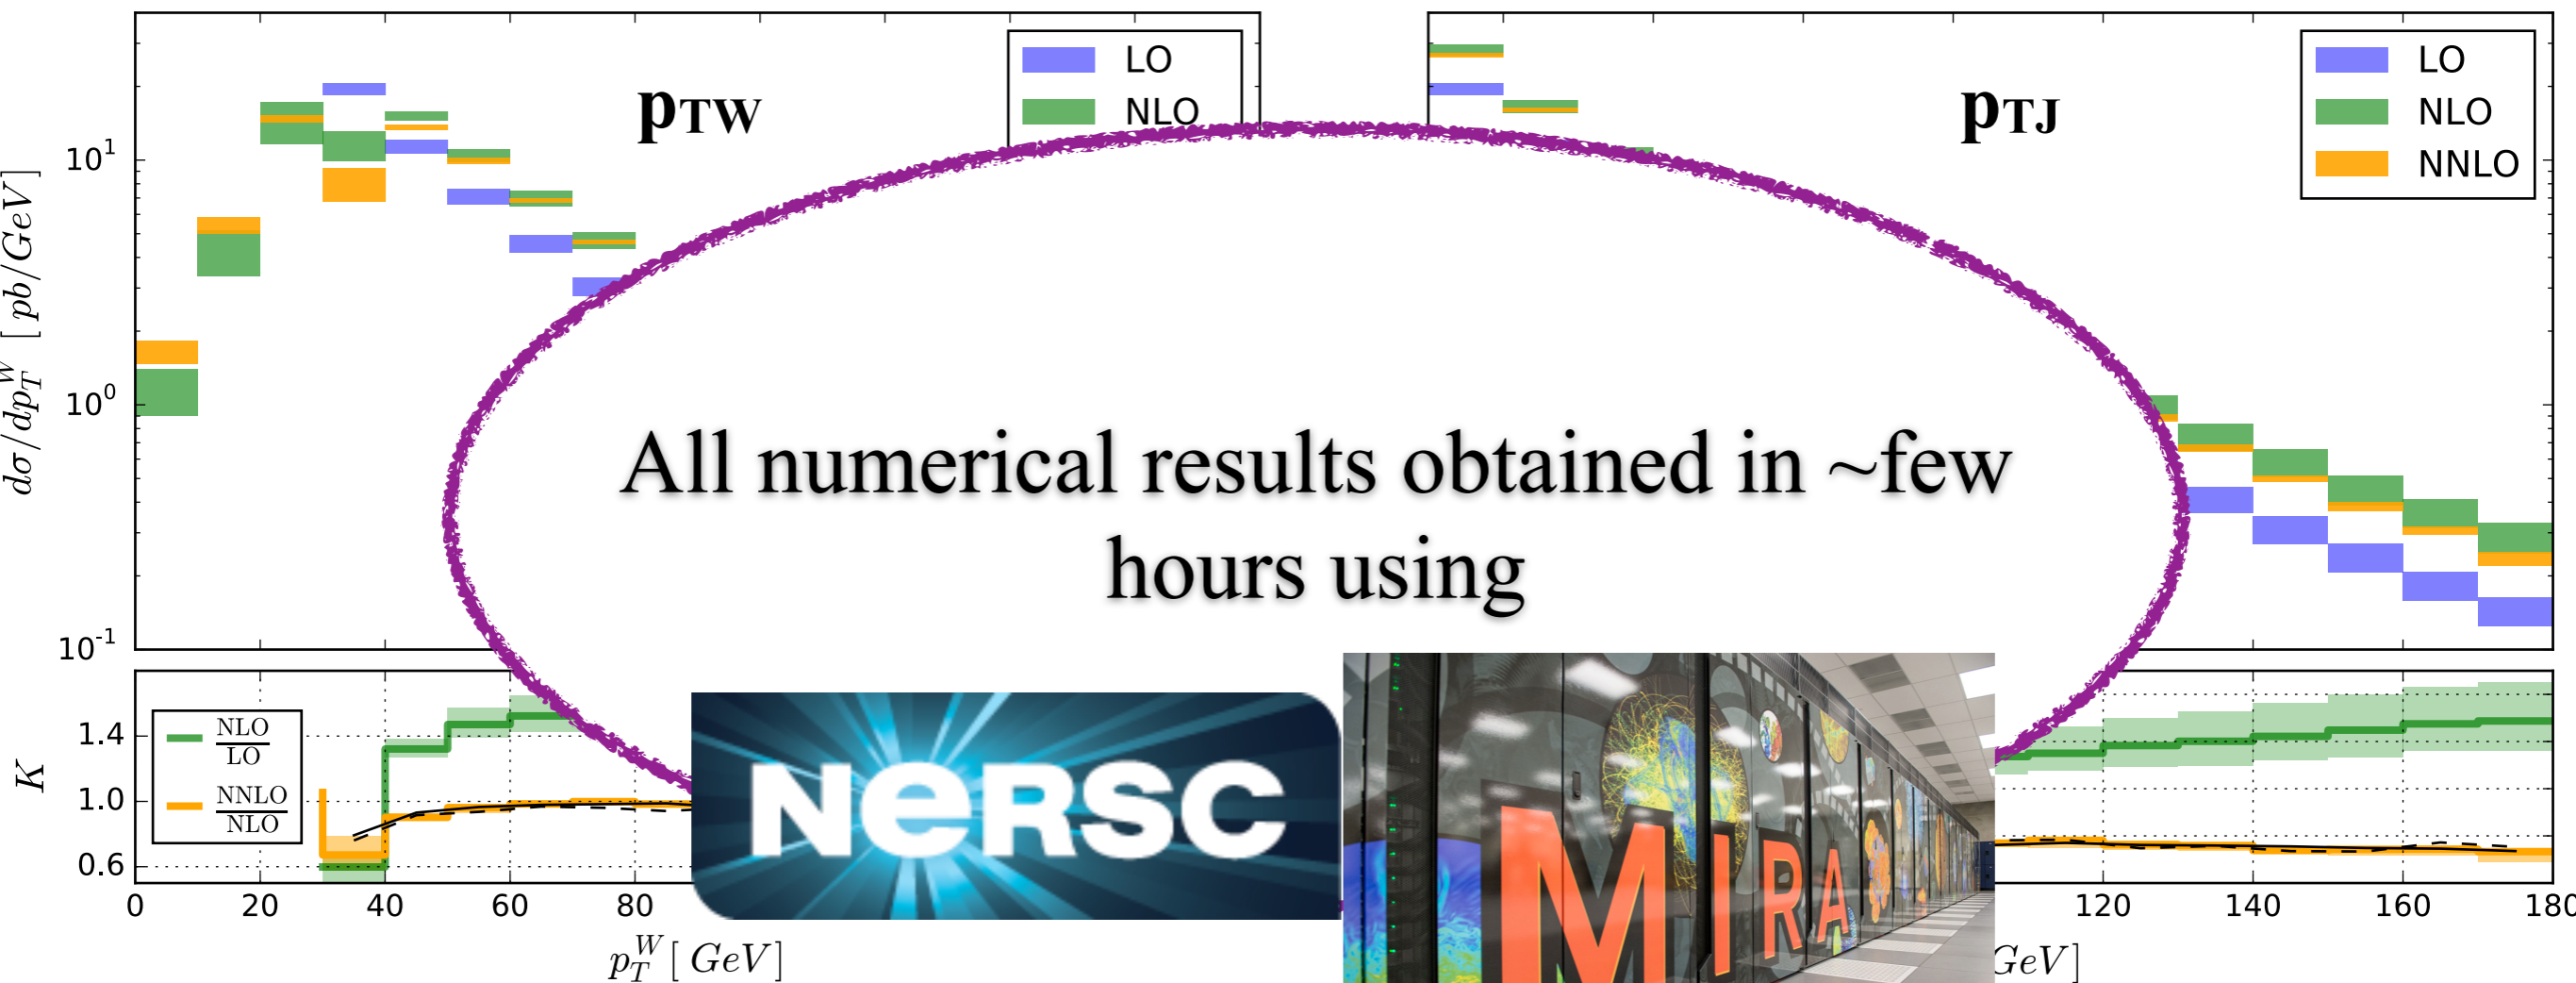 pTW
LO
NLO
pTJ
LO
NLO
NNLO
dσ/dp_T^W [pb/GeV]
10^1
10^0
10^-1
All numerical results obtained in ~few
hours using
K
1.4
1.0
0.6
NLO
LO
NNLO
NLO
NERSC
MIRA
0 20 40 60 80
120 140 160 180
p_T^W [GeV]
GeV]